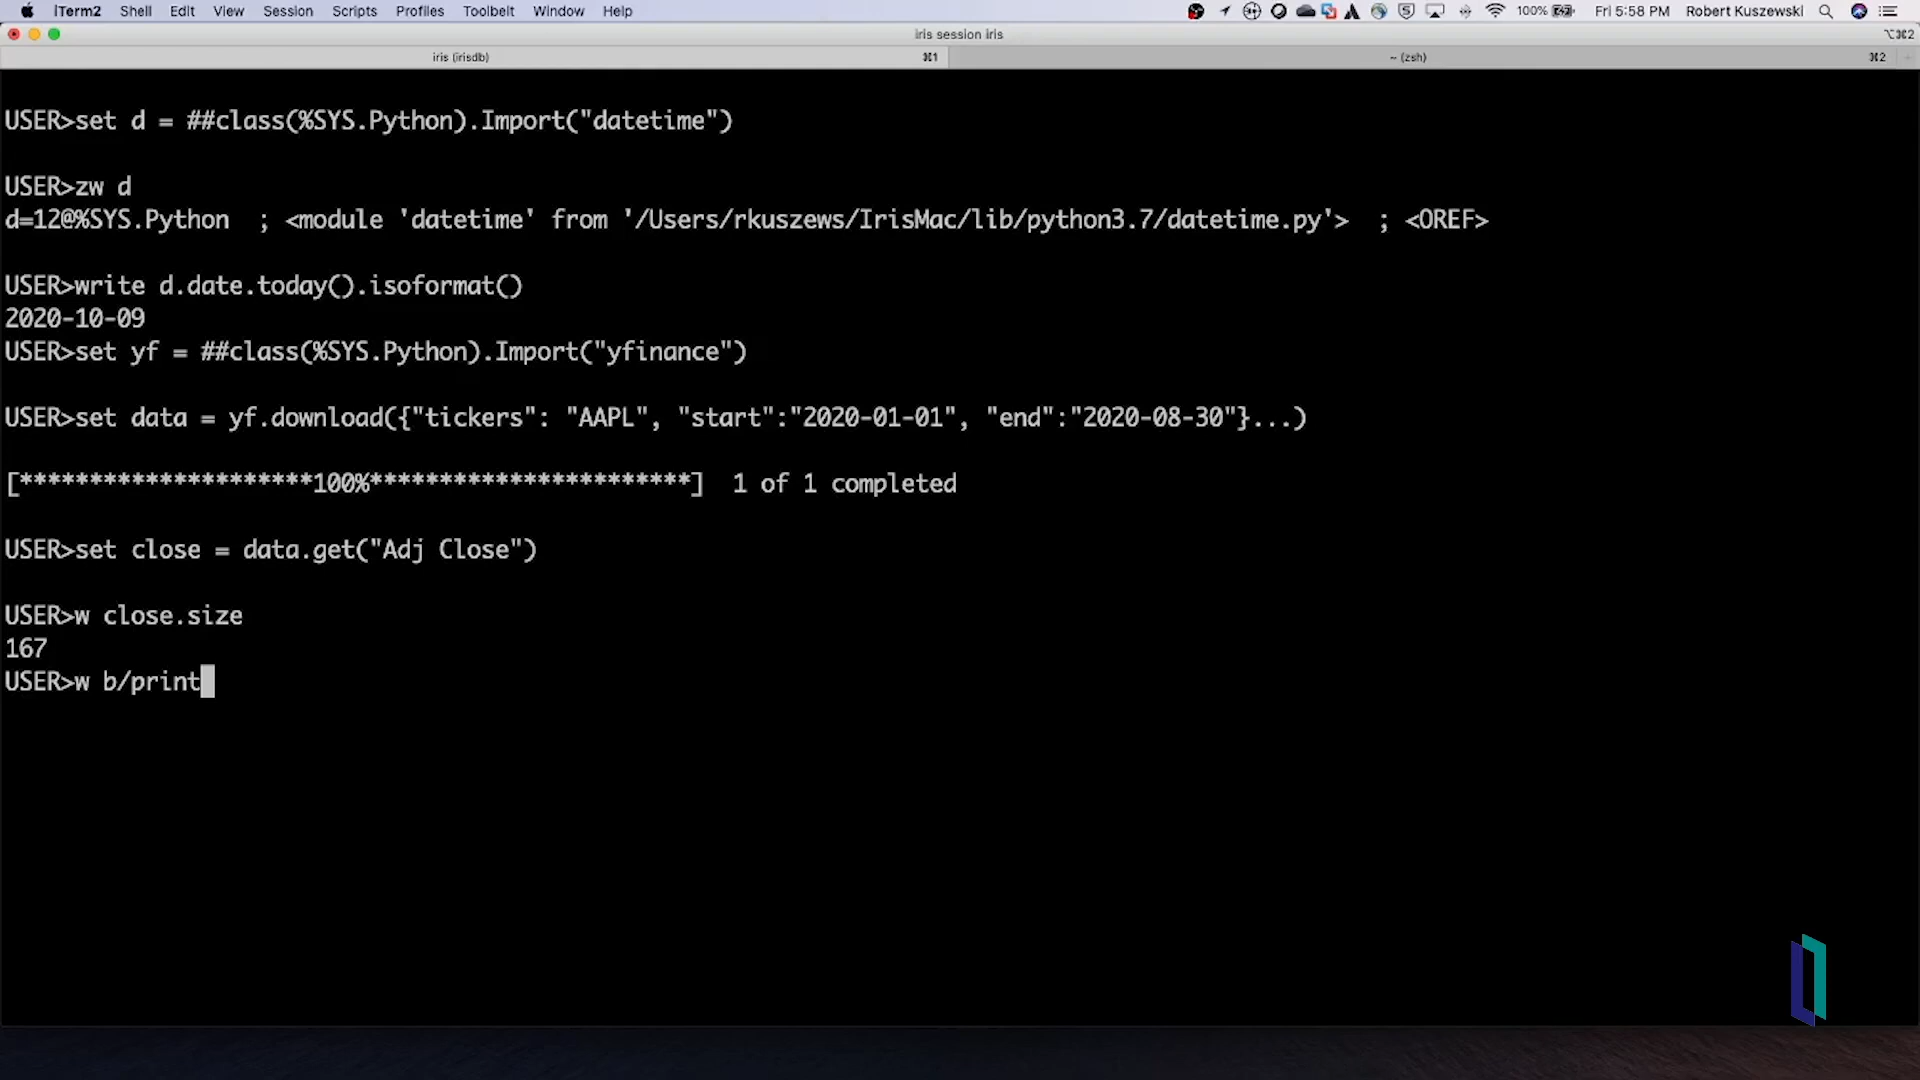 iTerm2 Shell Edit View Session Scripts Profiles Toolbelt Window Help 100% Fri 5:58 PM Robert Kuszewski
iris session iris ⌥⌘2
iris (irisdb) ⌘1 ~ (zsh) ⌘2
USER>set d = ##class(%SYS.Python).Import("datetime")
USER>zw d
d=12@%SYS.Python  ; <module 'datetime' from '/Users/rkuszews/IrisMac/lib/python3.7/datetime.py'>  ; <OREF>
USER>write d.date.today().isoformat()
2020-10-09
USER>set yf = ##class(%SYS.Python).Import("yfinance")
USER>set data = yf.download({"tickers": "AAPL", "start":"2020-01-01", "end":"2020-08-30"}...)
[*********************100%***********************]  1 of 1 completed
USER>set close = data.get("Adj Close")
USER>w close.size
167
USER>w b/print